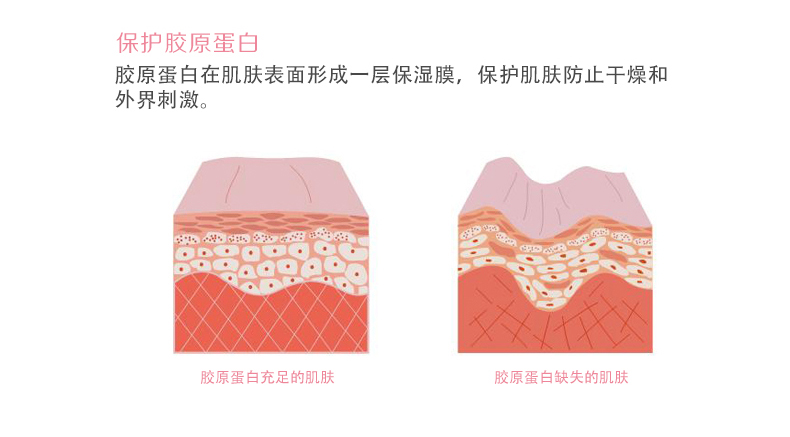 保护胶原蛋白
胶原蛋白在肌肤表面形成一层保湿膜，保护肌肤防止干燥和
外界刺激。
胶原蛋白充足的肌肤
胶原蛋白缺失的肌肤